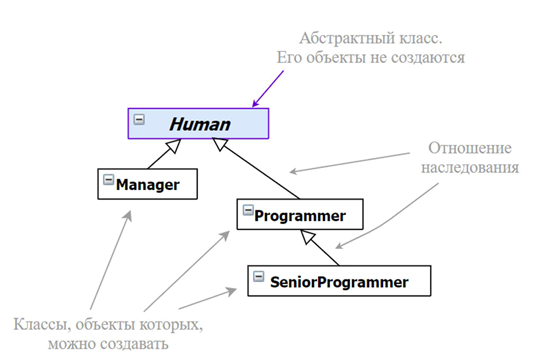 Абстрактный класс.
Его объекты не создаются
Human
Отношение
наследования
Manager
Programmer
SeniorProgrammer
Классы, объекты которых,
можно создавать